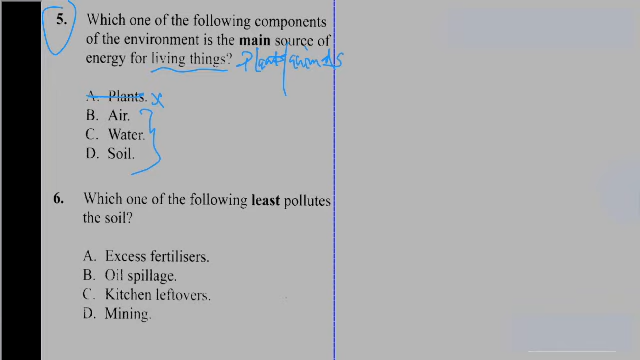 5. Which one of the following components
of the environment is the main source of
energy for living things? Plants/animals
A. Plants. x
B. Air.
C. Water.
D. Soil.
6. Which one of the following least pollutes
the soil?
A. Excess fertilisers.
B. Oil spillage.
C. Kitchen leftovers.
D. Mining.